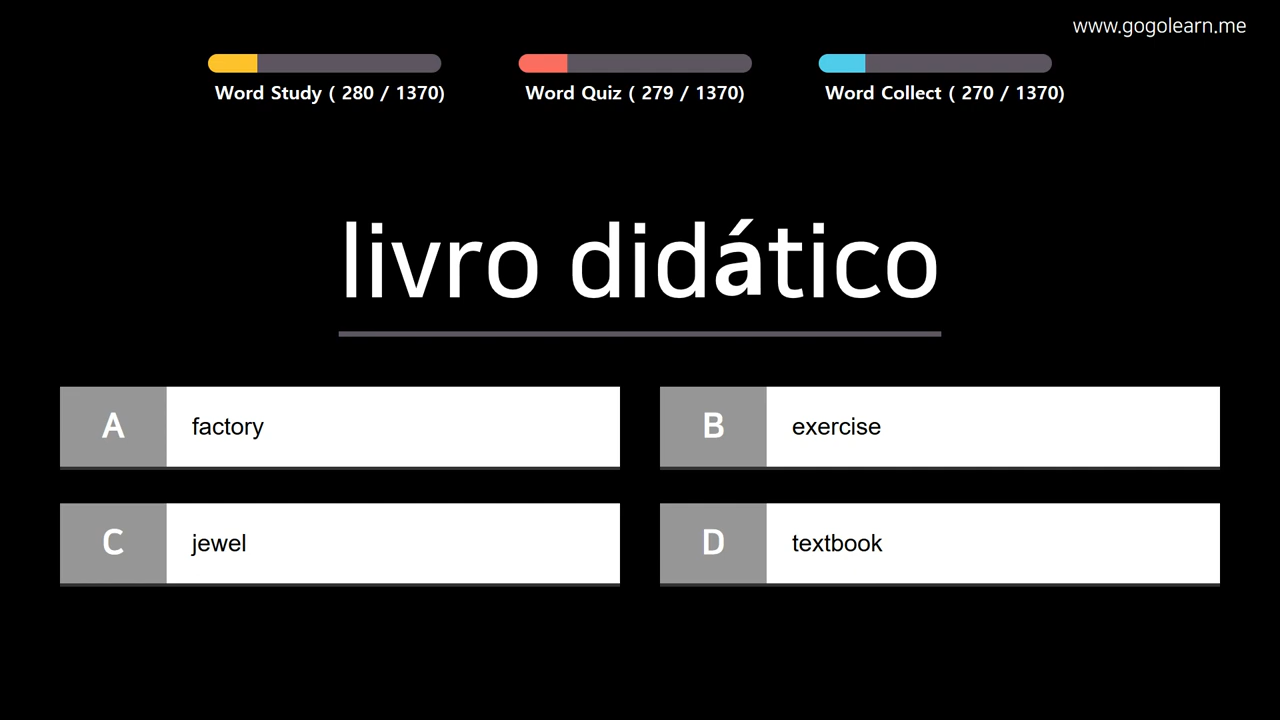 www.gogolearn.me
Word Study ( 280 / 1370)
Word Quiz ( 279 / 1370)
Word Collect ( 270 / 1370)
livro didático
A factory
B exercise
C jewel
D textbook